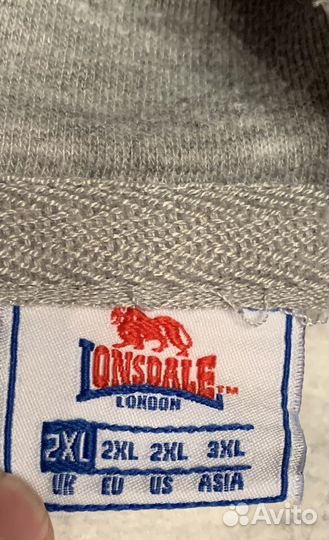 LONSDALE™
LONDON
2XL 2XL 2XL 3XL
UK EU US ASIA
Avito